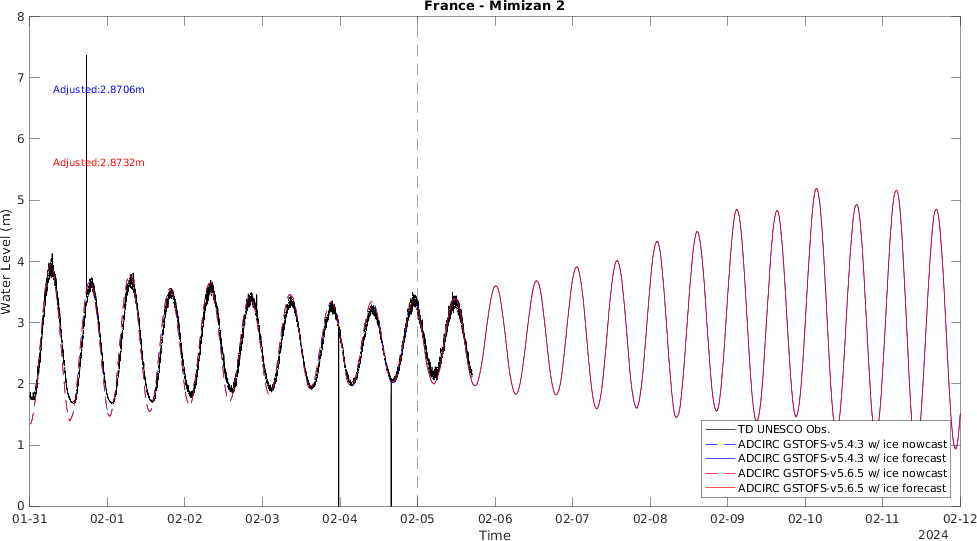 France - Mimizan 2
8
7
6
5
4
3
2
1
0
Water Level (m)
Adjusted:2.8706m
Adjusted:2.8732m
TD UNESCO Obs.
ADCIRC GSTOFS-v5.4.3 w/ ice nowcast
ADCIRC GSTOFS-v5.4.3 w/ ice forecast
ADCIRC GSTOFS-v5.6.5 w/ ice nowcast
ADCIRC GSTOFS-v5.6.5 w/ ice forecast
01-31 02-01 02-02 02-03 02-04 02-05 02-06 02-07 02-08 02-09 02-10 02-11 02-12
Time
2024